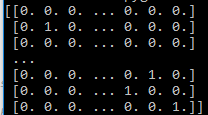 [[0. 0. 0. ... 0. 0. 0.]
[0. 1. 0. ... 0. 0. 0.]
[0. 0. 0. ... 0. 0. 0.]
...
[0. 0. 0. ... 0. 1. 0.]
[0. 0. 0. ... 1. 0. 0.]
[0. 0. 0. ... 0. 0. 1.]]